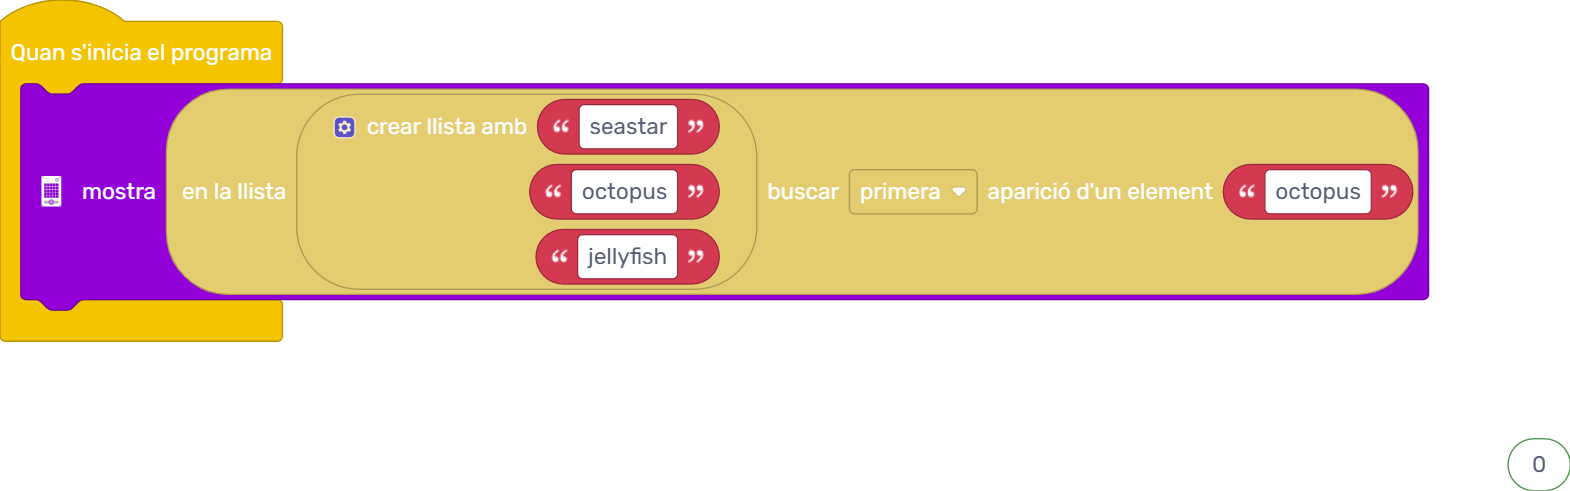 Quan s'inicia el programa
crear llista amb “ seastar ”
mostra en la llista “ octopus ” buscar primera aparició d'un element “ octopus ”
“ jellyfish ”
0